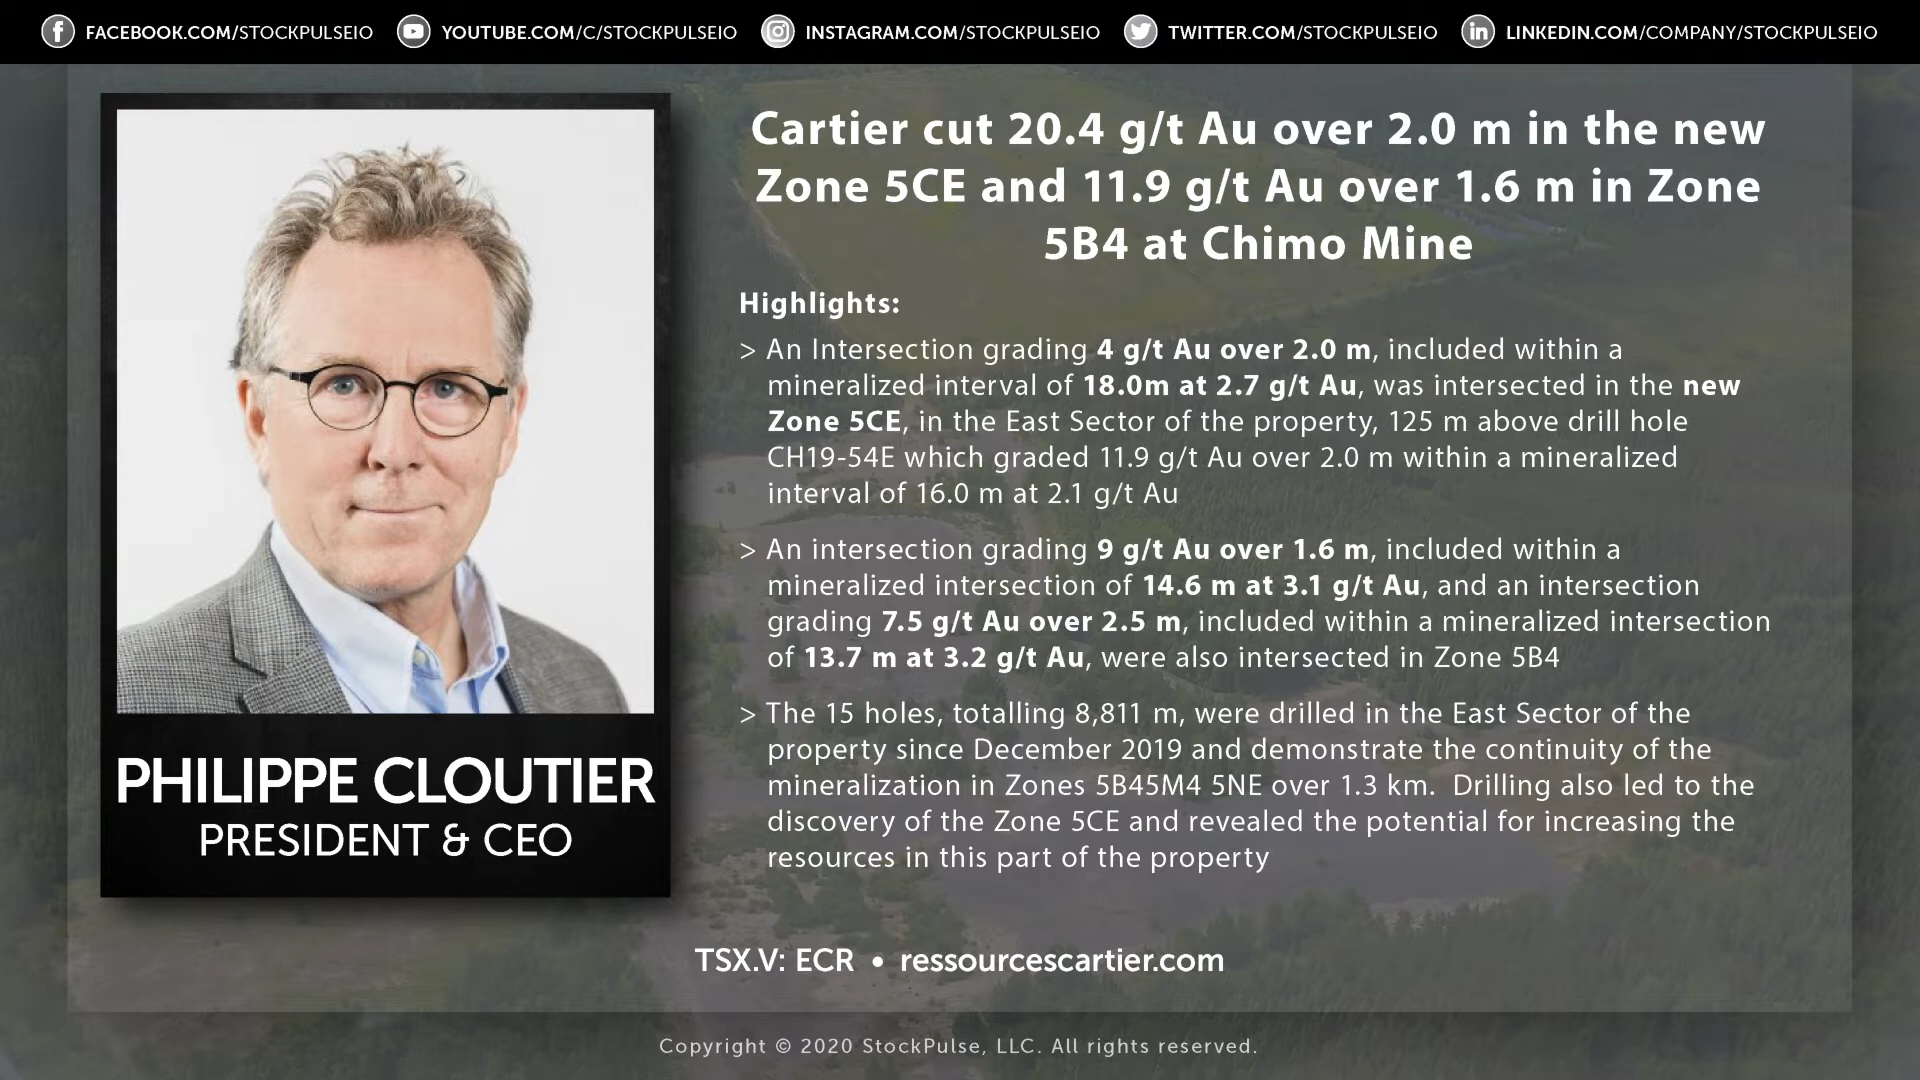 FACEBOOK.COM/STOCKPULSEIO YOUTUBE.COM/C/STOCKPULSEIO INSTAGRAM.COM/STOCKPULSEIO TWITTER.COM/STOCKPULSEIO LINKEDIN.COM/COMPANY/STOCKPULSEIO
PHILIPPE CLOUTIER
PRESIDENT & CEO
Cartier cut 20.4 g/t Au over 2.0 m in the new
Zone 5CE and 11.9 g/t Au over 1.6 m in Zone
5B4 at Chimo Mine
Highlights:
> An Intersection grading 4 g/t Au over 2.0 m, included within a
mineralized interval of 18.0m at 2.7 g/t Au, was intersected in the new
Zone 5CE, in the East Sector of the property, 125 m above drill hole
CH19-54E which graded 11.9 g/t Au over 2.0 m within a mineralized
interval of 16.0 m at 2.1 g/t Au
> An intersection grading 9 g/t Au over 1.6 m, included within a
mineralized intersection of 14.6 m at 3.1 g/t Au, and an intersection
grading 7.5 g/t Au over 2.5 m, included within a mineralized intersection
of 13.7 m at 3.2 g/t Au, were also intersected in Zone 5B4
> The 15 holes, totalling 8,811 m, were drilled in the East Sector of the
property since December 2019 and demonstrate the continuity of the
mineralization in Zones 5B45M4 5NE over 1.3 km. Drilling also led to the
discovery of the Zone 5CE and revealed the potential for increasing the
resources in this part of the property
TSX.V: ECR • ressourcescartier.com
Copyright © 2020 StockPulse, LLC. All rights reserved.